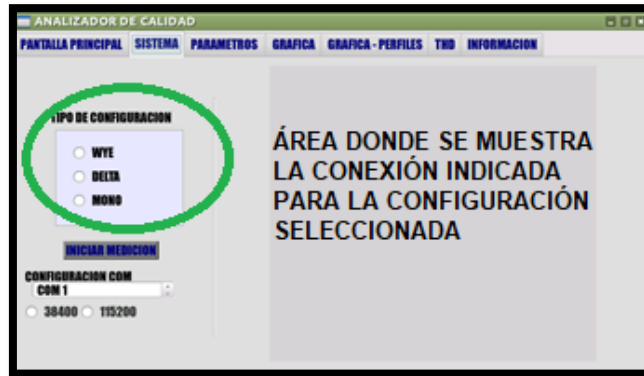 ANALIZADOR DE CALIDAD
PANTALLA PRINCIPAL SISTEMA PARAMETROS GRAFICA GRAFICA - PERFILES THD INFORMACION
TIPO DE CONFIGURACION
WYE
DELTA
MONO
INICIAR MEDICION
CONFIGURACION COM
COM 1
38400 115200
ÁREA DONDE SE MUESTRA
LA CONEXIÓN INDICADA
PARA LA CONFIGURACIÓN
SELECCIONADA